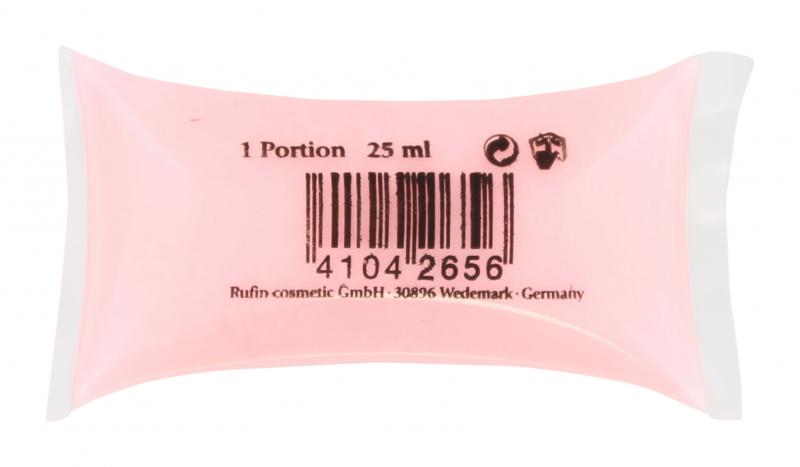 1 Portion 25 ml
4104 2656
Rufin cosmetic GmbH · 30896 Wedemark · Germany